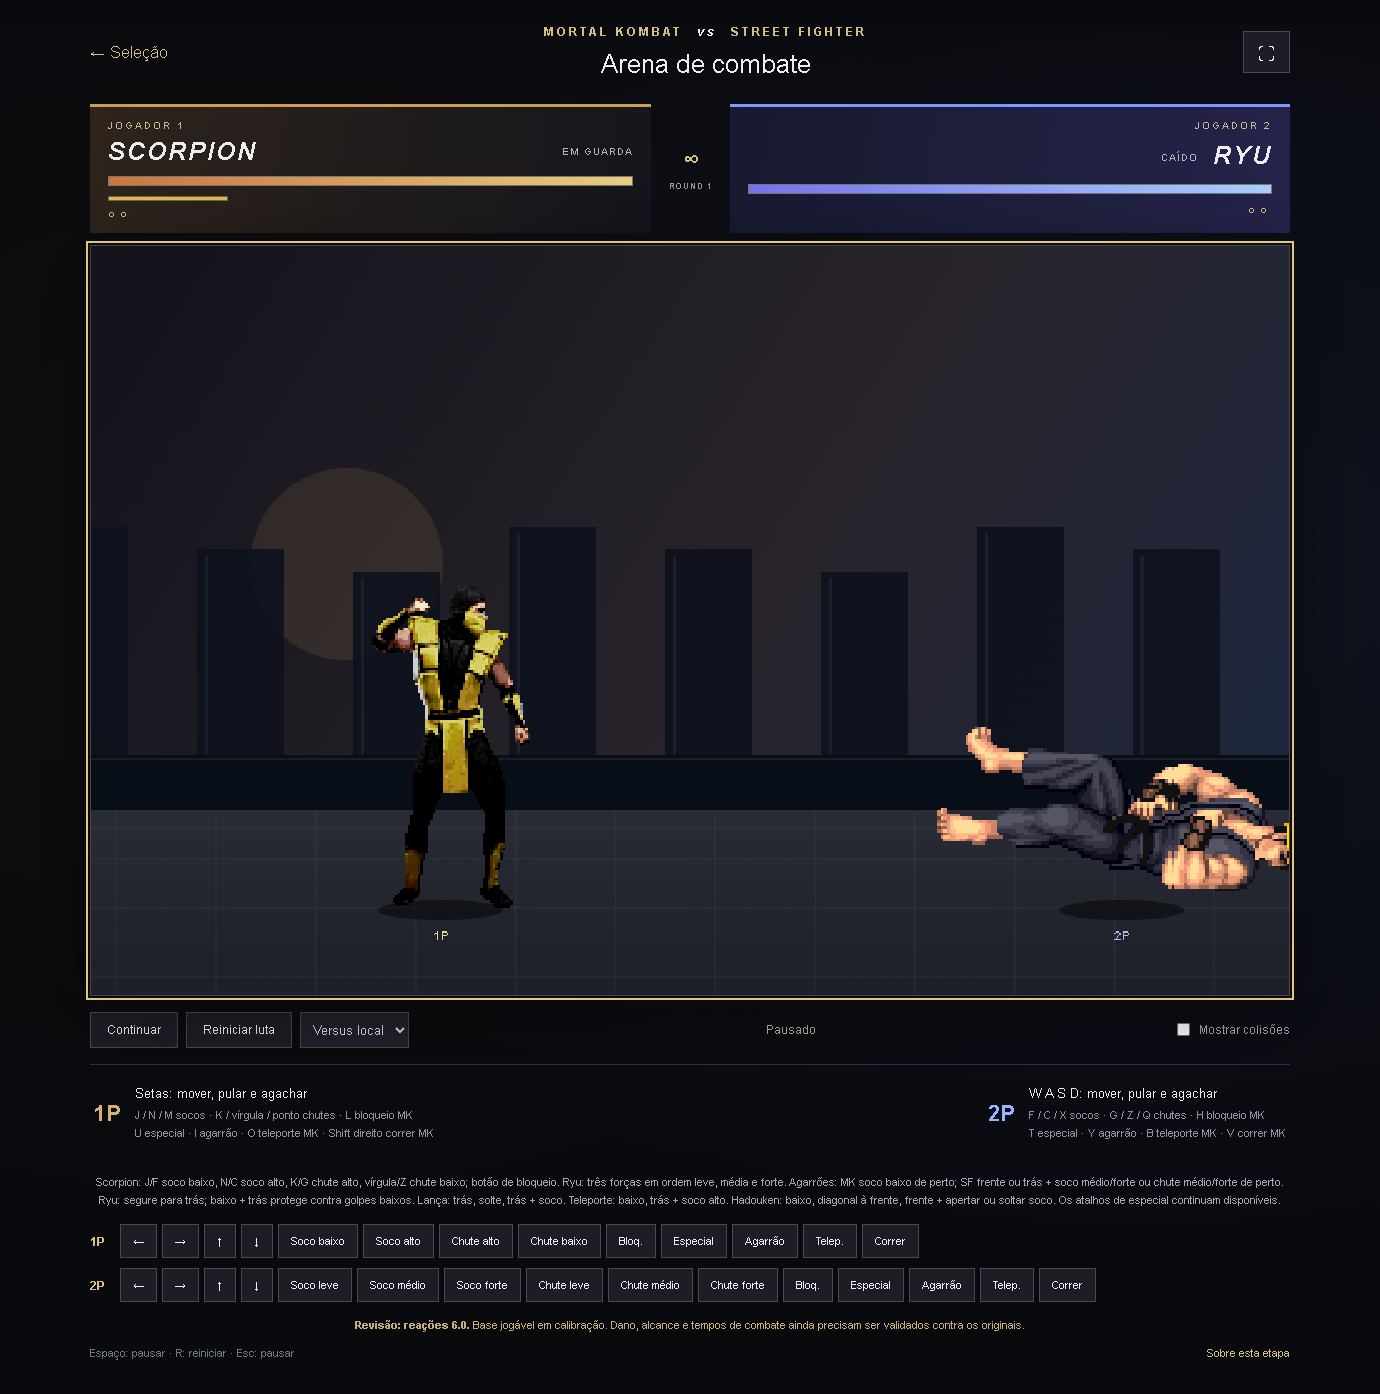 MORTAL KOMBAT VS STREET FIGHTER
← Seleção
Arena de combate
JOGADOR 1
SCORPION
EM GUARDA
∞
ROUND 1
JOGADOR 2
CAÍDO
RYU
1P
2P
Continuar
Reiniciar luta
Versus local
Pausado
Mostrar colisões
1P
Setas: mover, pular e agachar
J / N / M socos · K / vírgula / ponto chutes · L bloqueio MK
U especial · I agarrão · O teleporte MK · Shift direito correr MK
2P
W A S D: mover, pular e agachar
F / C / X socos · G / Z / Q chutes · H bloqueio MK
T especial · Y agarrão · B teleporte MK · V correr MK
Scorpion: J/F soco baixo, N/C soco alto, K/G chute alto, vírgula/Z chute baixo; botão de bloqueio. Ryu: três forças em ordem leve, média e forte. Agarrões: MK soco baixo de perto; SF frente ou trás + soco médio/forte ou chute médio/forte de perto.
Ryu: segure para trás; baixo + trás protege contra golpes baixos. Lança: trás, solte, trás + soco. Teleporte: baixo, trás + soco alto. Hadouken: baixo, diagonal à frente, frente + apertar ou soltar soco. Os atalhos de especial continuam disponíveis.
1P ← → ↑ ↓ Soco baixo Soco alto Chute alto Chute baixo Bloq. Especial Agarrão Telep. Correr
2P ← → ↑ ↓ Soco leve Soco médio Soco forte Chute leve Chute médio Chute forte Bloq. Especial Agarrão Telep. Correr
Revisão: reações 6.0. Base jogável em calibração. Dano, alcance e tempos de combate ainda precisam ser validados contra os originais.
Espaço: pausar · R: reiniciar · Esc: pausar
Sobre esta etapa